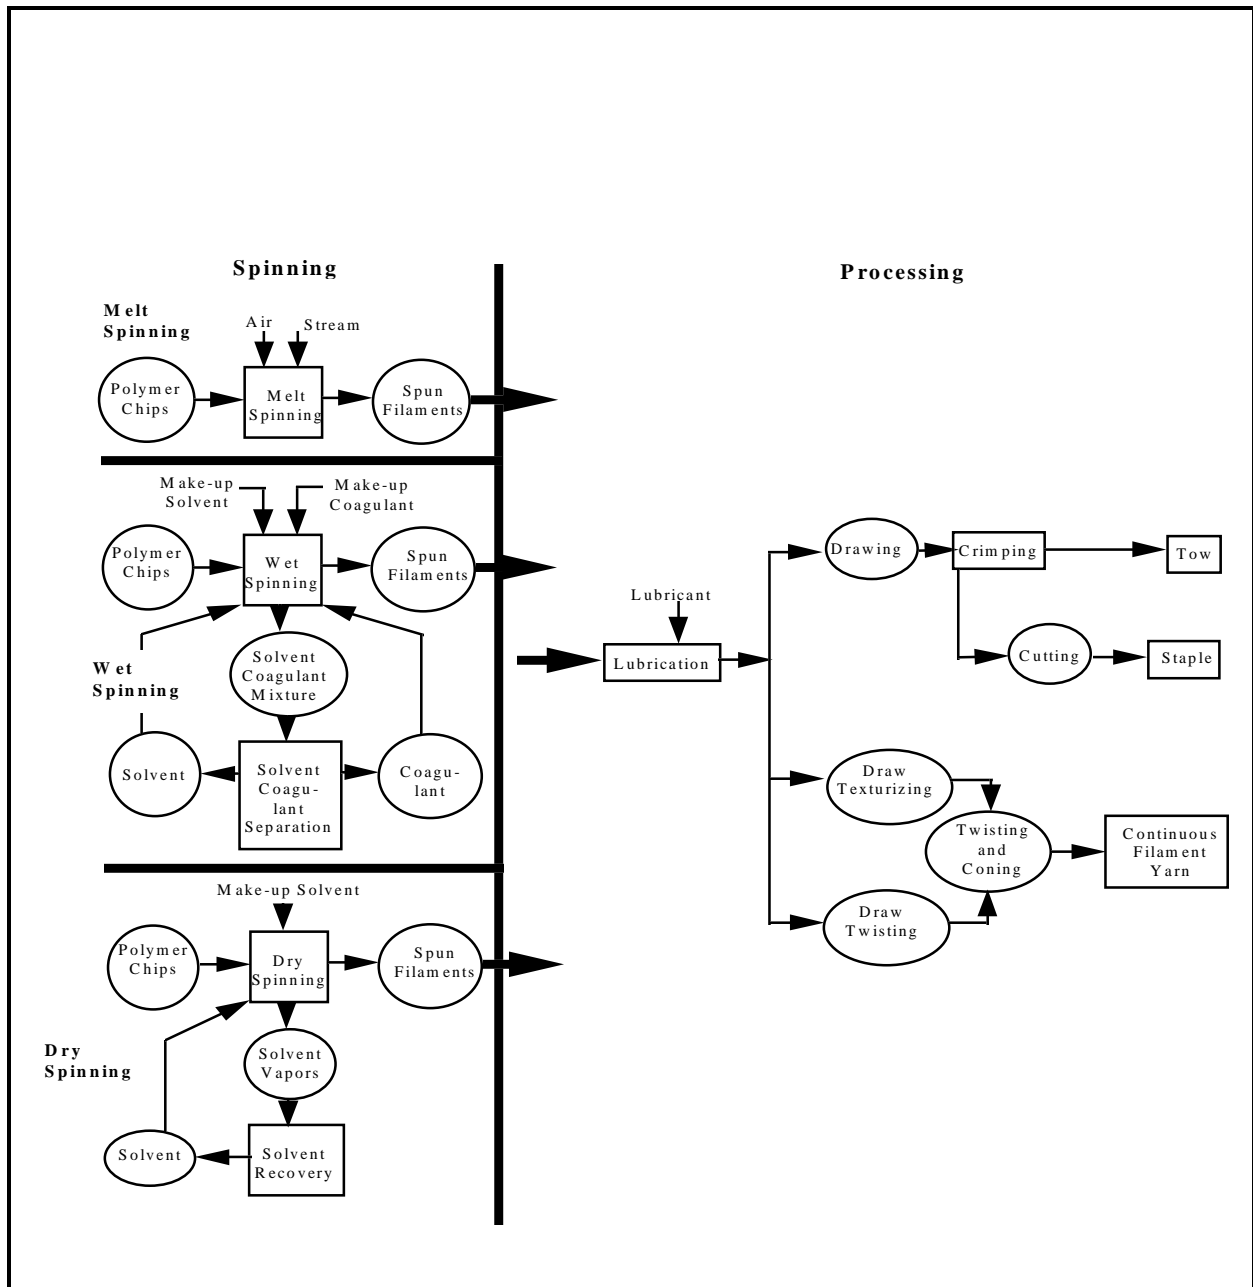 Spinning
Processing
Melt
Spinning
Air
Stream
Polymer
Chips
Melt
Spinning
Spun
Filaments
Make-up
Solvent
Make-up
Coagulant
Polymer
Chips
Wet
Spinning
Spun
Filaments
Wet
Spinning
Solvent
Coagulant
Mixture
Solvent
Solvent
Coagu-
lant
Separation
Coagu-
lant
Make-up Solvent
Polymer
Chips
Dry
Spinning
Spun
Filaments
Dry
Spinning
Solvent
Vapors
Solvent
Solvent
Recovery
Lubricant
Lubrication
Drawing
Crimping
Tow
Cutting
Staple
Draw
Texturizing
Twisting
and
Coning
Continuous
Filament
Yarn
Draw
Twisting